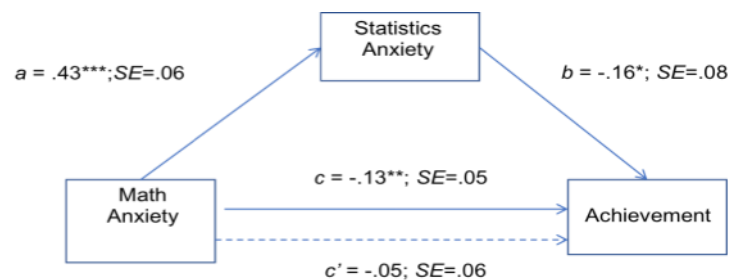 Statistics
Anxiety
a = .43***;SE=.06
b = -.16*; SE=.08
Math
Anxiety
c = -.13**; SE=.05
Achievement
c' = -.05; SE=.06